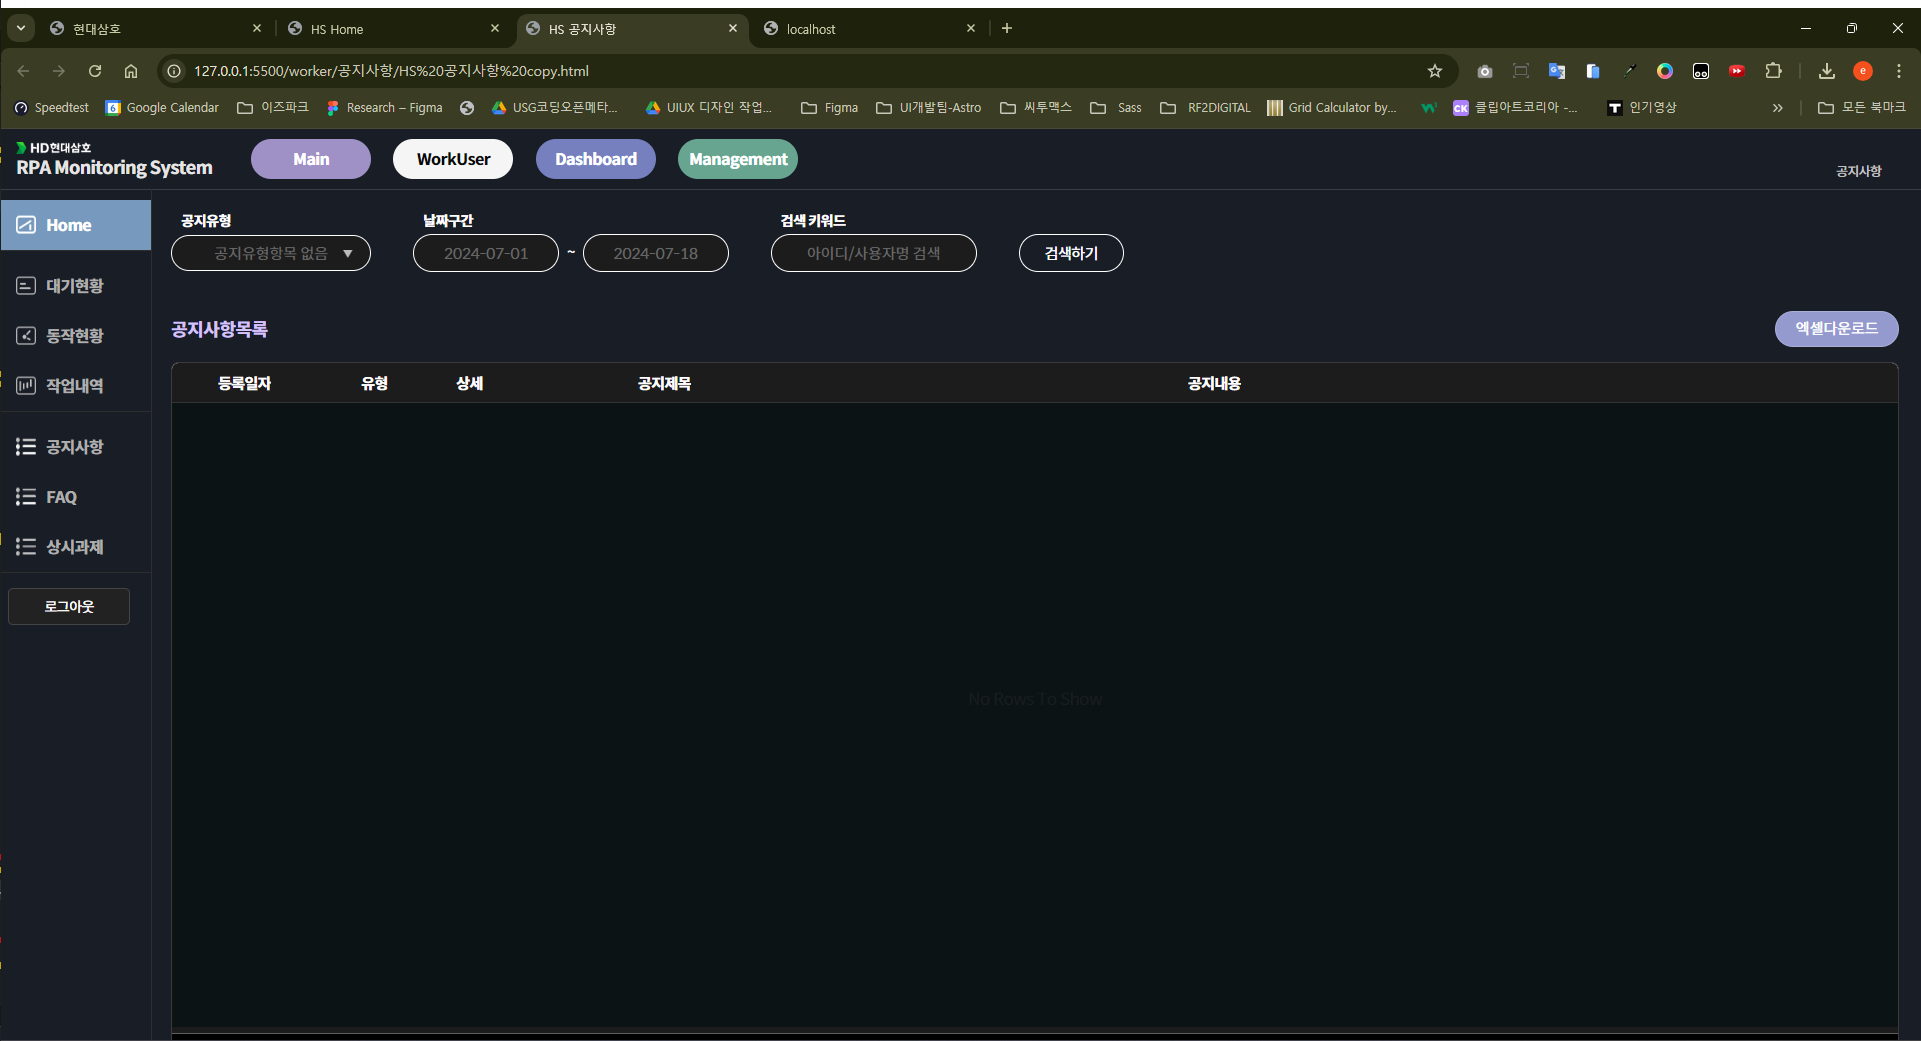 현대삼호
HS Home
HS 공지사항
localhost
127.0.0.1:5500/worker/공지사항/HS%20공지사항%20copy.html
e
Speedtest
6 Google Calendar
이즈파크
Research – Figma
USG코딩오픈메타...
UIUX 디자인 작업...
Figma
UI개발팀-Astro
씨투맥스
Sass
RF2DIGITAL
Grid Calculator by...
CK 클립아트코리아 -...
T 인기영상
모든 북마크
HD현대삼호
RPA Monitoring System
Main
WorkUser
Dashboard
Management
공지사항
Home
대기현황
동작현황
작업내역
공지사항
FAQ
상시과제
로그아웃
공지유형
날짜구간
검색 키워드
공지유형항목 없음 ▼
2024-07-01 ~ 2024-07-18
아이디/사용자명 검색
검색하기
공지사항목록
엑셀다운로드
등록일자
유형
상세
공지제목
공지내용
No Rows To Show